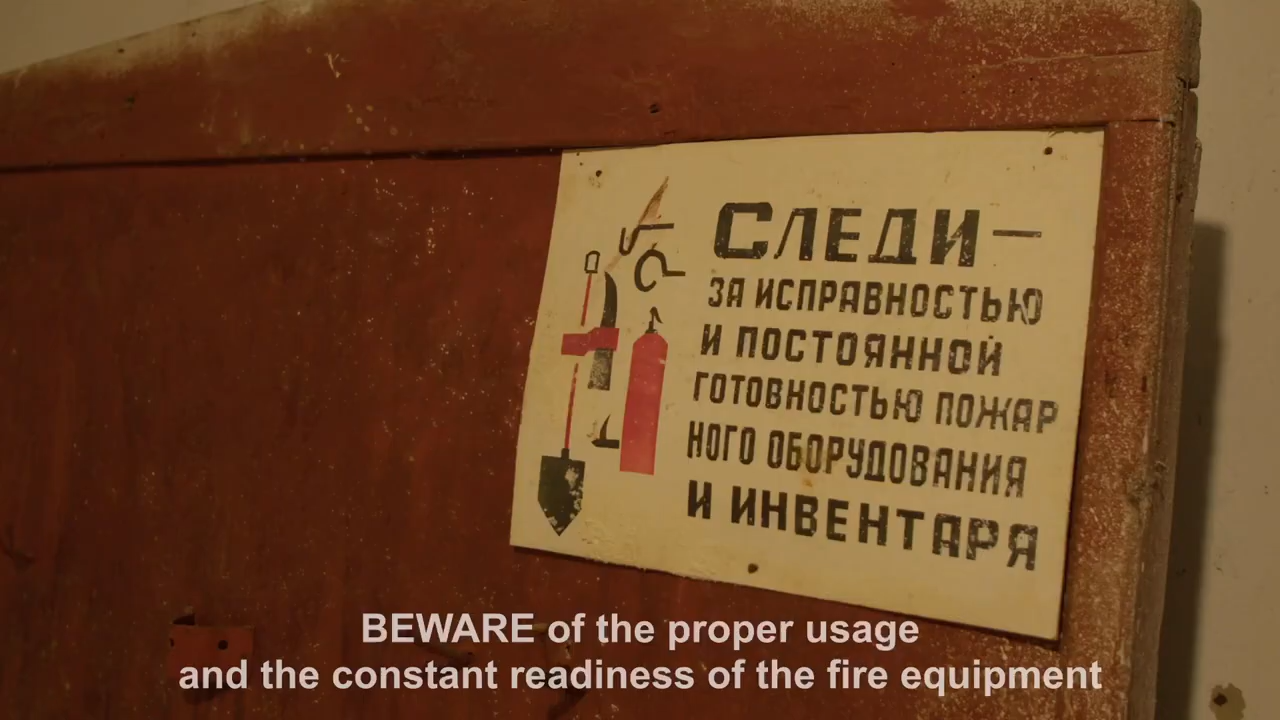 СЛЕДИ—
ЗА ИСПРАВНОСТЬЮ
И ПОСТОЯННОЙ
ГОТОВНОСТЬЮ ПОЖАР
НОГО ОБОРУДОВАНИЯ
И ИНВЕНТАРЯ
BEWARE of the proper usage
and the constant readiness of the fire equipment